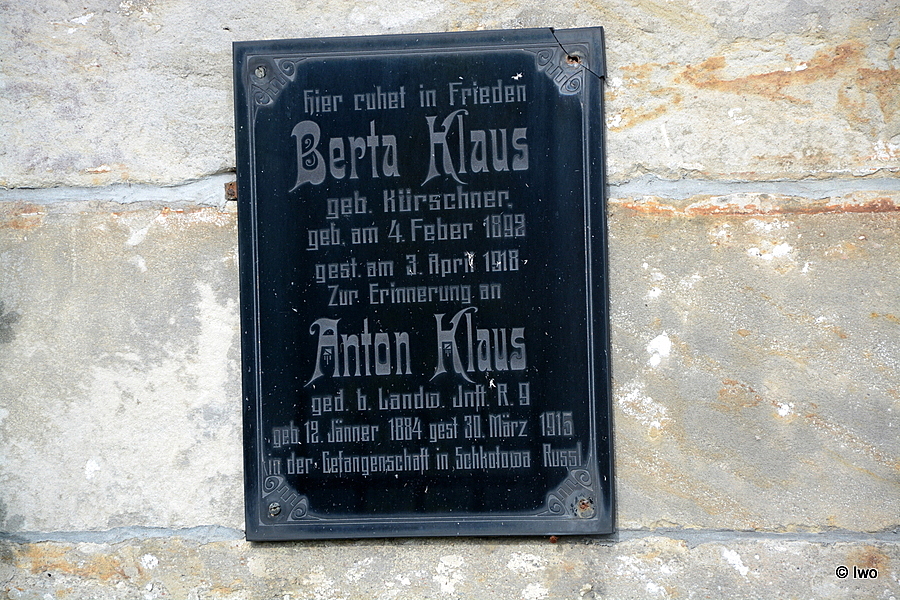 Hier ruhet in Frieden
Berta Klaus
geb. Kürschner,
geb. am 4. Feber 1892
gest. am 3. April 1918
Zur Erinnerung an
Anton Klaus
ged. b. Landw. Inft. R. 9
geb. 12. Jänner 1884 gest 30. März 1915
in der Gefangenschaft in Schkotowa Russl.
© Iwo